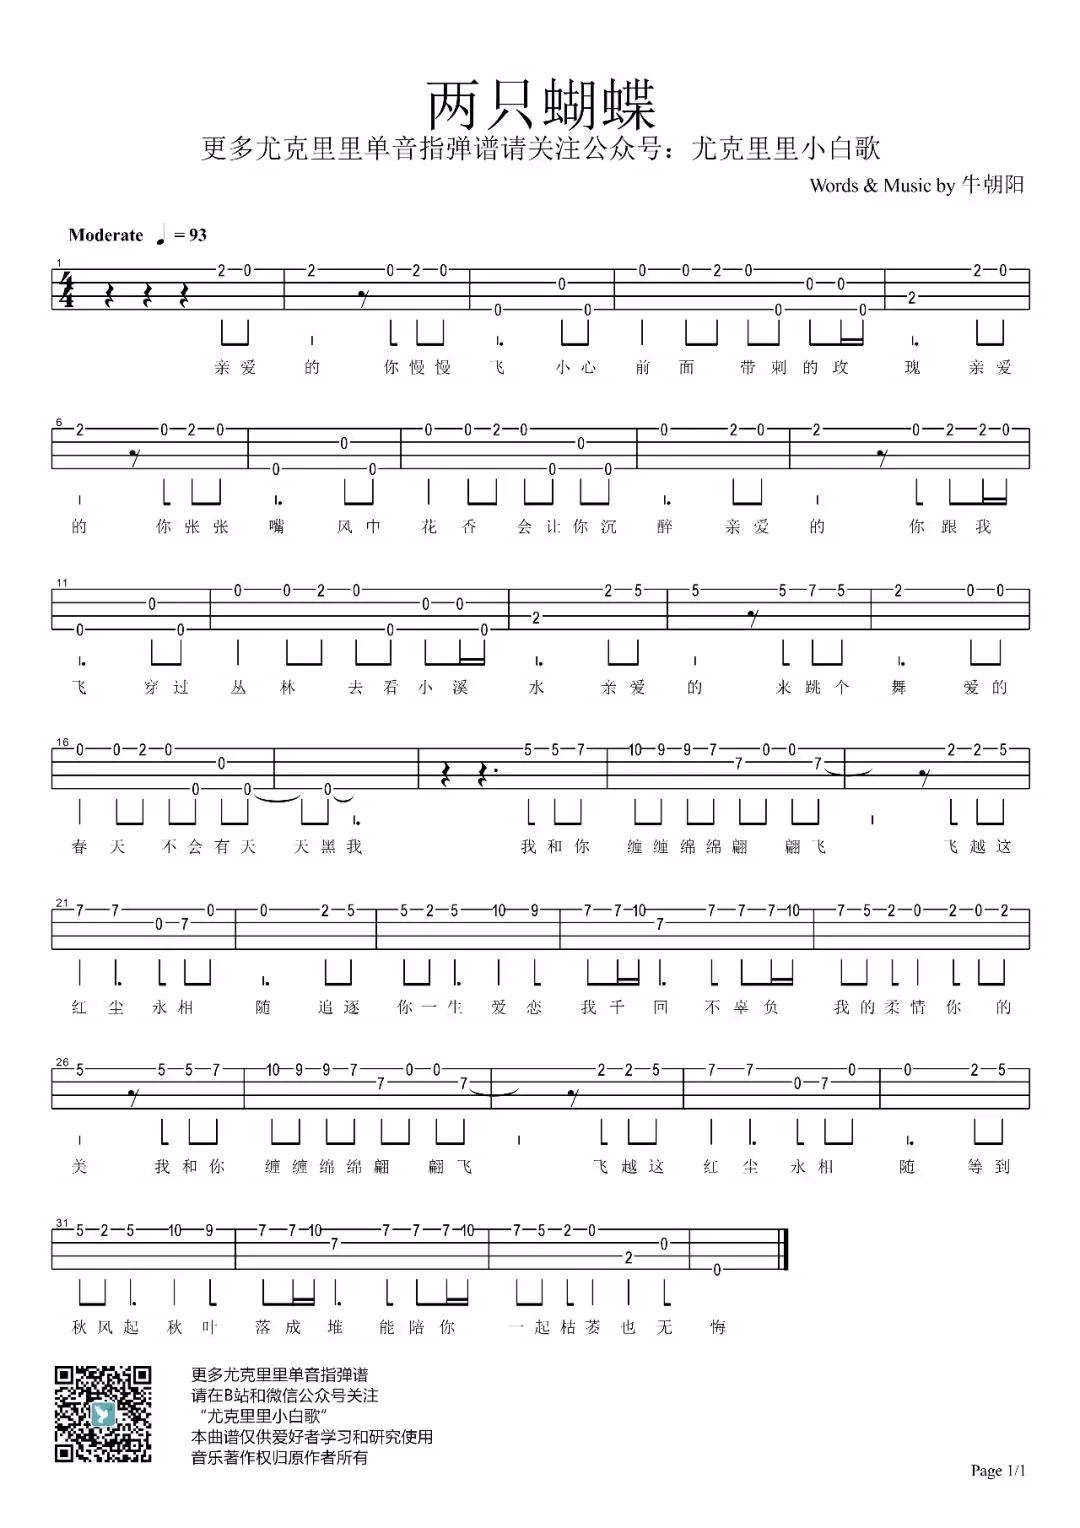 两只蝴蝶
更多尤克里里单音指弹谱请关注公众号：尤克里里小白歌
Words & Music by 牛朝阳
Moderate ♩ = 93
1
4
4
2 0 2 0 2 0 0 0 0 0 0 2 0 0 0 0 0 2 2 0
亲爱 的 你慢慢 飞 小心 前面 带刺的玫 瑰 亲爱
6
2 0 2 0 0 0 0 0 0 2 0 0 0 0 0 2 0 2 0 2 2 0
的 你张张 嘴 风巾 花香 会让你沉 醉 亲爱 的 你跟我
11
0 0 0 0 0 2 0 0 0 0 0 2 2 5 5 5 7 5 2 0 0
飞 穿过 丛林 去看小溪 水 亲爱 的 来跳个 舞 爱的
16
0 0 2 0 0 0 0 0 5 5 7 10 9 9 7 7 0 0 7 2 2 5
春天 不会有天 天黑我 我和你 缠缠绵绵翩 翩飞 飞越这
21
7 7 0 7 0 0 2 5 5 2 5 10 9 7 7 10 7 7 7 7 10 7 5 2 0 2 0 2
红尘永相 随 追逐 你一生爱恋 我千回 不辜负 我的柔情你的
26
5 5 5 7 10 9 9 7 7 0 0 7 2 2 5 7 7 0 7 0 0 2 5
美 我和你 缠缠绵绵翩 翩飞 飞越这 红尘永相 随 等到
31
5 2 5 10 9 7 7 10 7 7 7 7 10 7 5 2 0 2 0 0
秋风起秋叶 落成堆 能陪你 一起枯萎也无 悔
更多尤克里里单音指弹谱
请在B站和微信公众号关注
“尤克里里小白歌”
本曲谱仅供爱好者学习和研究使用
音乐著作权归原作者所有
Page 1/1